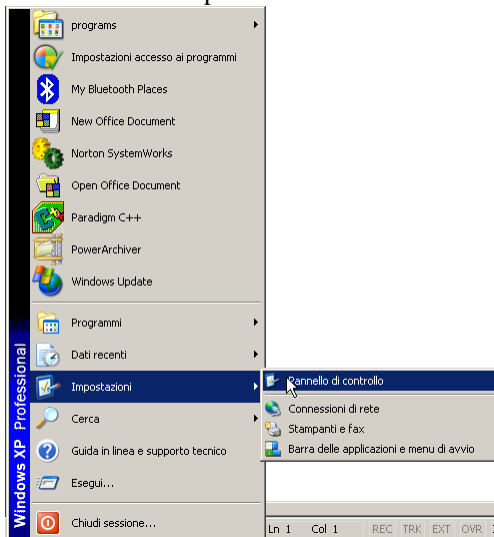 programs
Impostazioni accesso ai programmi
My Bluetooth Places
New Office Document
Norton SystemWorks
Open Office Document
Paradigm C++
PowerArchiver
Windows Update
Programmi
Dati recenti
Impostazioni
Cerca
Guida in linea e supporto tecnico
Esegui...
Chiudi sessione...
Windows XP Professional
Pannello di controllo
Connessioni di rete
Stampanti e fax
Barra delle applicazioni e menu di avvio
Ln 1 Col 1 REC TRK EXT OVR